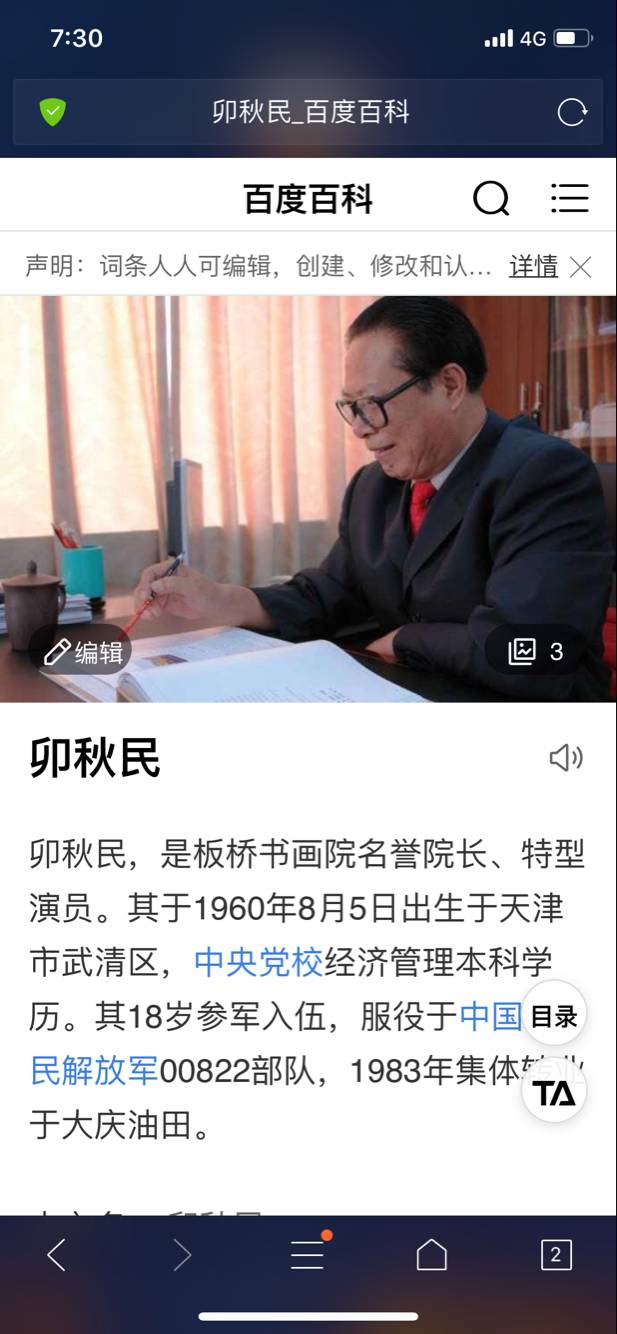 7:30
4G
卯秋民_百度百科
百度百科
声明：词条人人可编辑，创建、修改和认... 详情
编辑
3
卯秋民
卯秋民，是板桥书画院名誉院长、特型
演员。其于1960年8月5日出生于天津
市武清区，中央党校经济管理本科学
历。其18岁参军入伍，服役于中国
目录
民解放军00822部队，1983年集体转业
TA
于大庆油田。
2